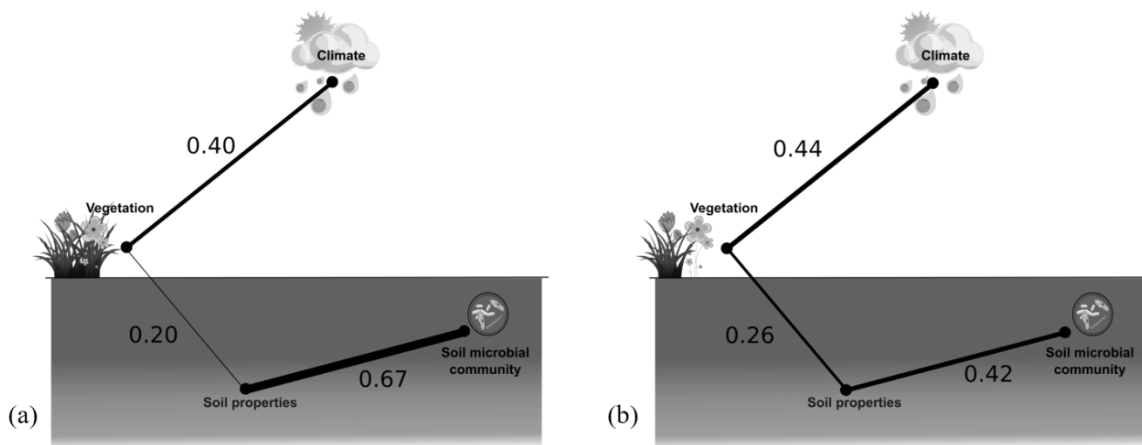 Climate
0.40
Vegetation
0.20
0.67
Soil microbial
community
Soil properties
(a)
Climate
0.44
Vegetation
0.26
0.42
Soil microbial
community
Soil properties
(b)